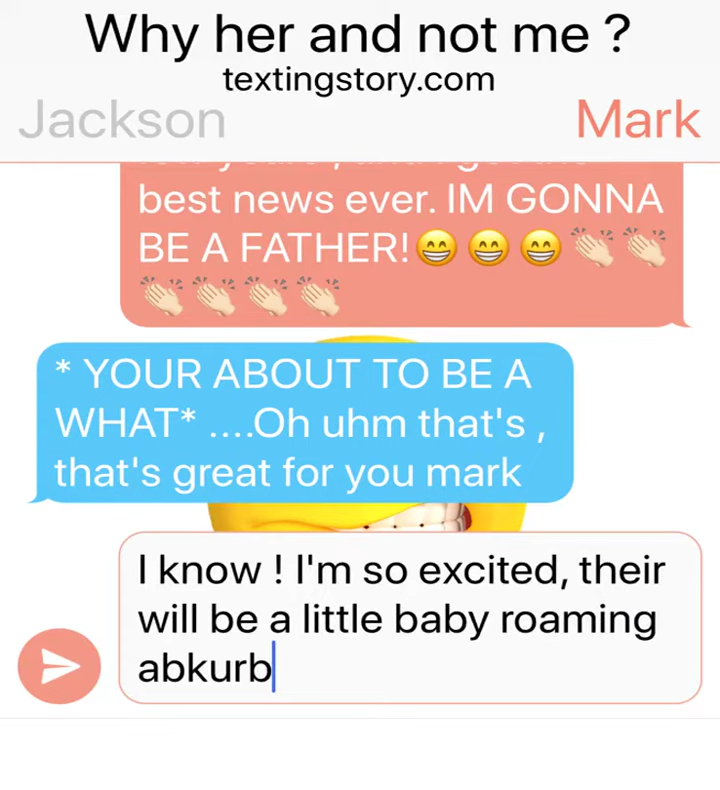 Why her and not me ?
textingstory.com
Jackson
Mark
best news ever. IM GONNA
BE A FATHER!😁 😁 😁 👏🏻 👏🏻
👏🏻 👏🏻 👏🏻 👏🏻
* YOUR ABOUT TO BE A
WHAT* ....Oh uhm that's ,
that's great for you mark
I know ! I'm so excited, their
will be a little baby roaming
abkurb